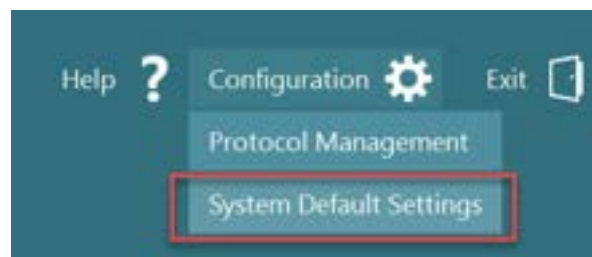 Help ? Configuration Exit
Protocol Management
System Default Settings